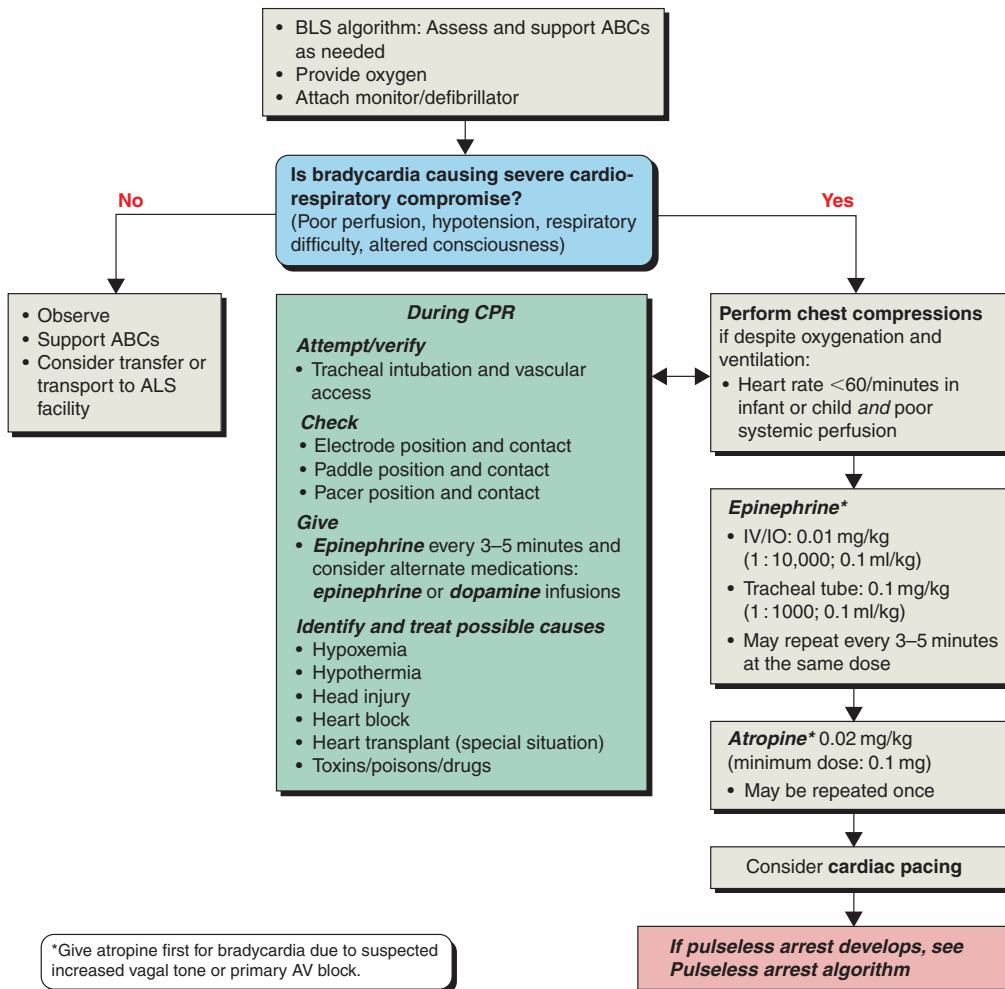 • BLS algorithm: Assess and support ABCs
as needed
• Provide oxygen
• Attach monitor/defibrillator
Is bradycardia causing severe cardio-
respiratory compromise?
(Poor perfusion, hypotension, respiratory
difficulty, altered consciousness)
No
Yes
• Observe
• Support ABCs
• Consider transfer or
transport to ALS
facility
During CPR
Attempt/verify
• Tracheal intubation and vascular
access
Check
• Electrode position and contact
• Paddle position and contact
• Pacer position and contact
Give
• Epinephrine every 3–5 minutes and
consider alternate medications:
epinephrine or dopamine infusions
Identify and treat possible causes
• Hypoxemia
• Hypothermia
• Head injury
• Heart block
• Heart transplant (special situation)
• Toxins/poisons/drugs
Perform chest compressions
if despite oxygenation and
ventilation:
• Heart rate <60/minutes in
infant or child and poor
systemic perfusion
Epinephrine*
• IV/IO: 0.01 mg/kg
(1 : 10,000; 0.1 ml/kg)
• Tracheal tube: 0.1 mg/kg
(1 : 1000; 0.1 ml/kg)
• May repeat every 3–5 minutes
at the same dose
Atropine* 0.02 mg/kg
(minimum dose: 0.1 mg)
• May be repeated once
Consider cardiac pacing
If pulseless arrest develops, see
Pulseless arrest algorithm
*Give atropine first for bradycardia due to suspected
increased vagal tone or primary AV block.